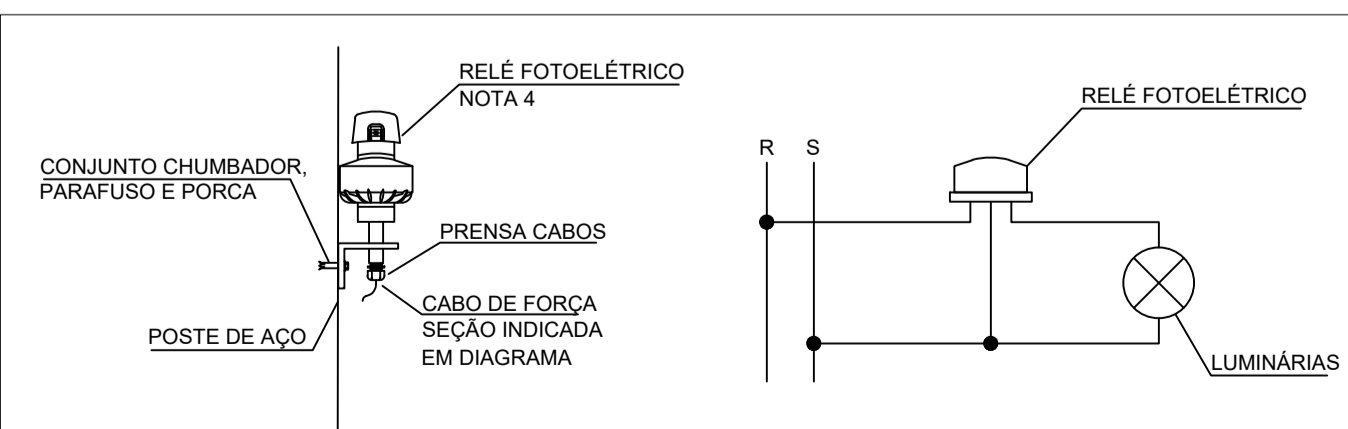 RELÉ FOTOELÉTRICO
NOTA 4
CONJUNTO CHUMBADOR,
PARAFUSO E PORCA
PRENSA CABOS
CABO DE FORÇA
SEÇÃO INDICADA
EM DIAGRAMA
POSTE DE AÇO
RELÉ FOTOELÉTRICO
R S
LUMINÁRIAS